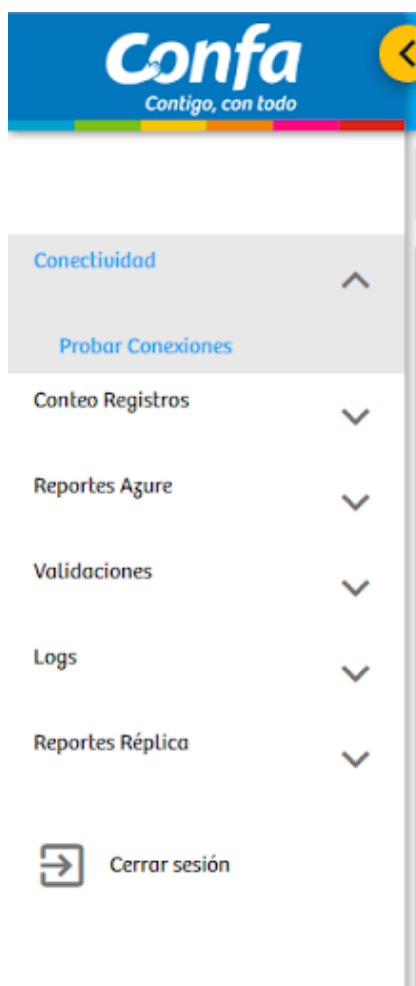 Confa
Contigo, con todo
Conectividad
Probar Conexiones
Conteo Registros
Reportes Azure
Validaciones
Logs
Reportes Réplica
Cerrar sesión